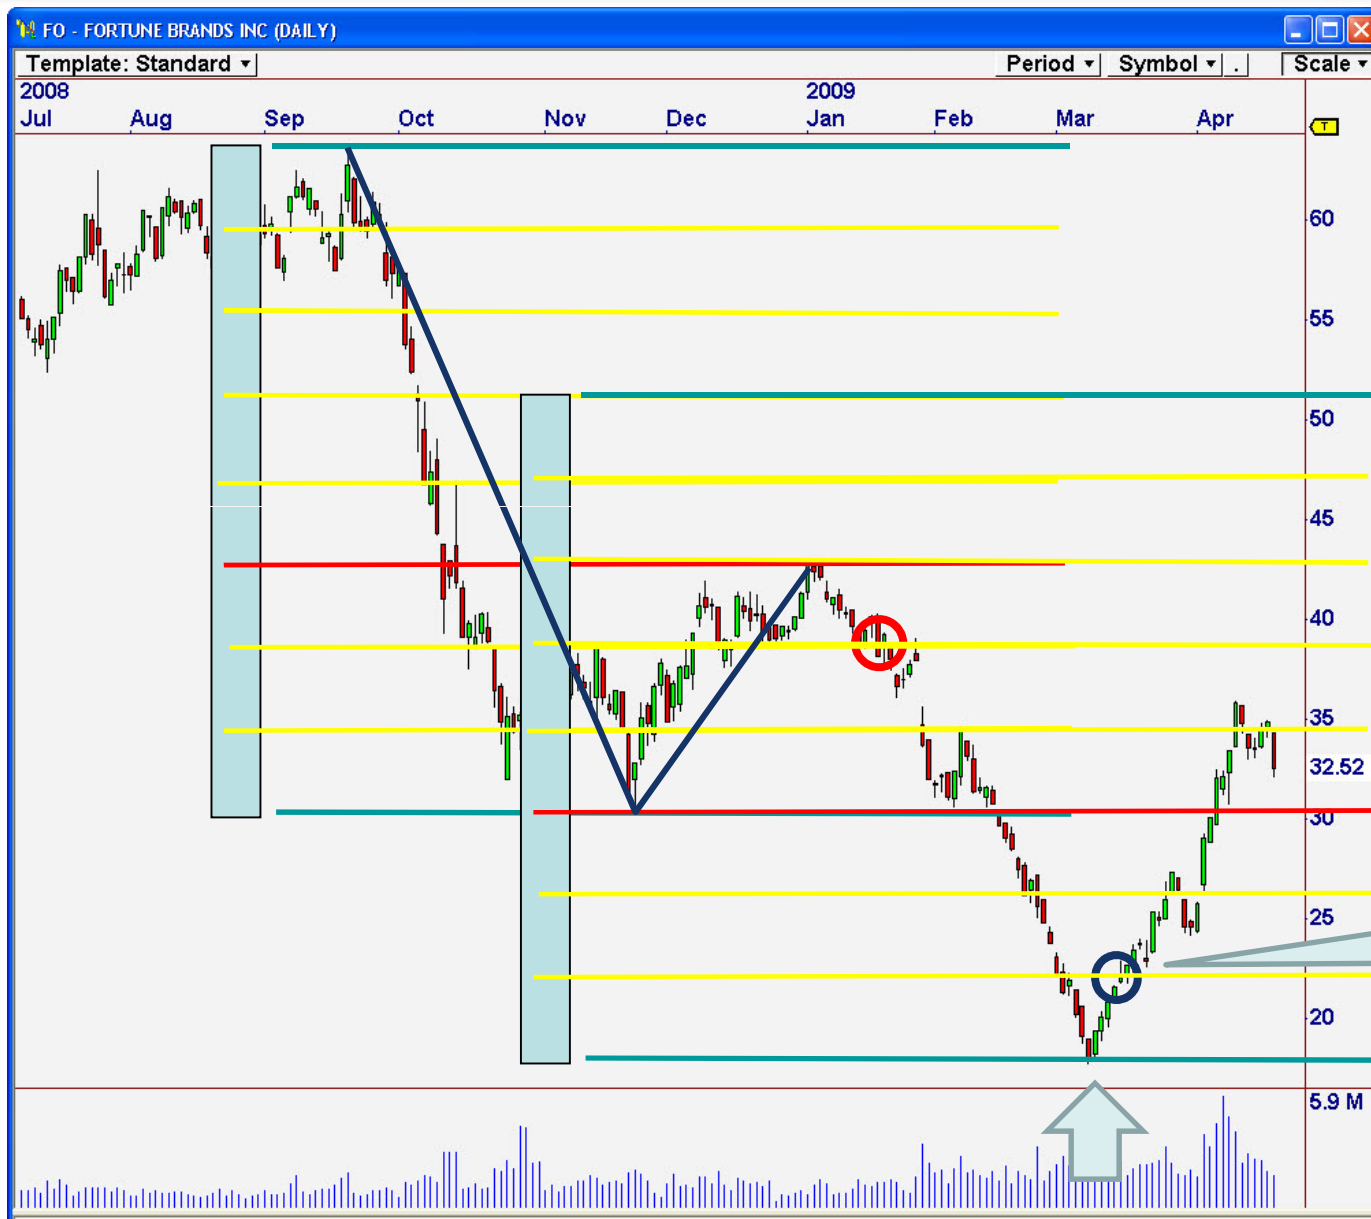 FO - FORTUNE BRANDS INC (DAILY)
Template: Standard Period Symbol . Scale
2008 2009
Jul Aug Sep Oct Nov Dec Jan Feb Mar Apr
T
60
55
50
45
40
35
32.52
30
25
20
5.9 M